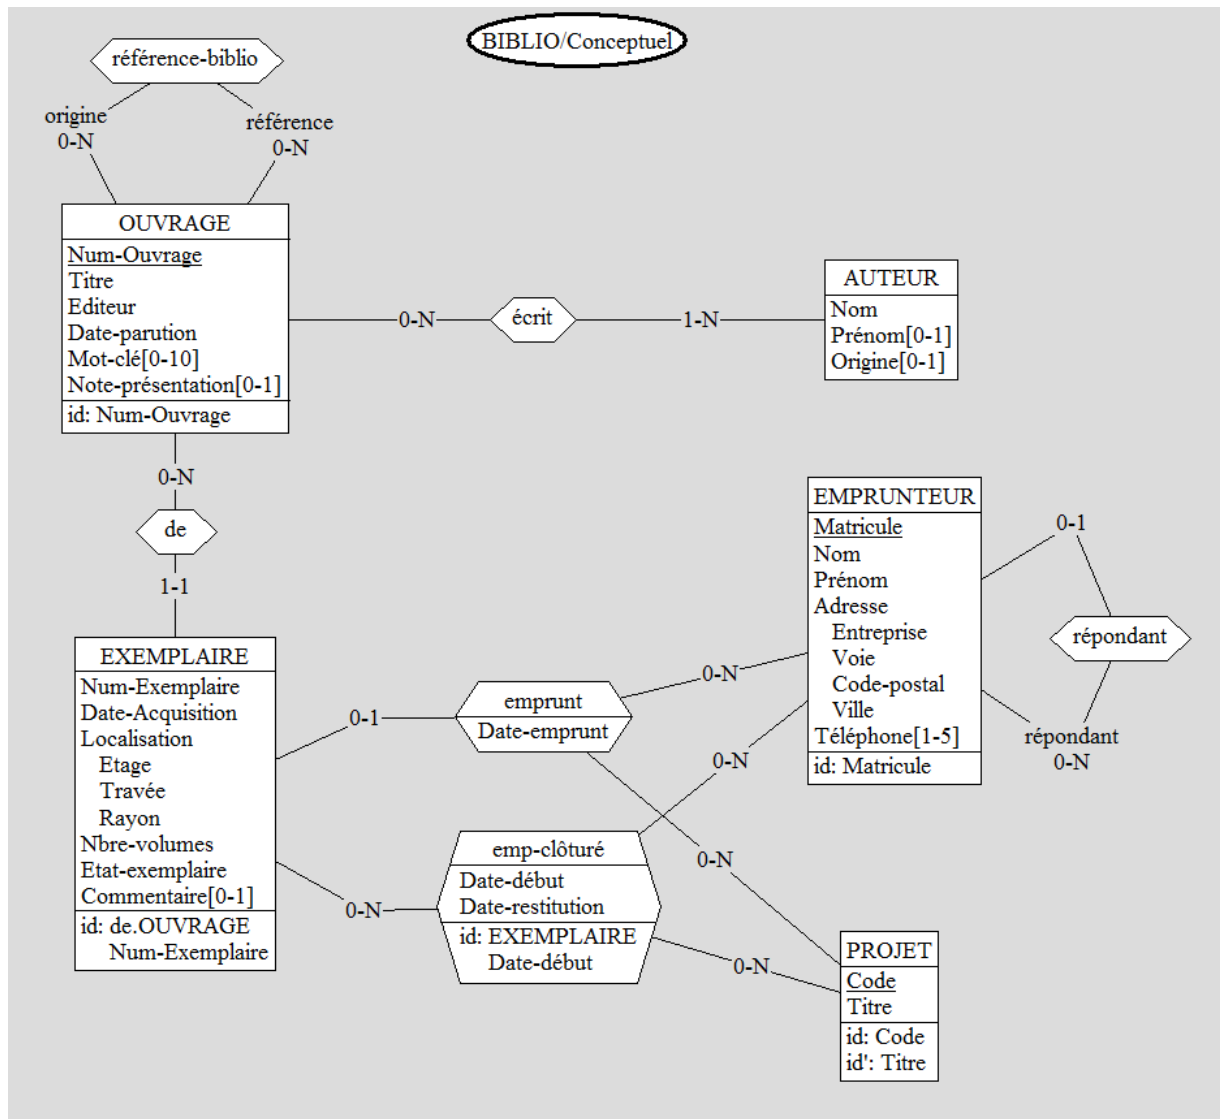 BIBLIO/Conceptuel
référence-biblio
origine
0-N
référence
0-N
OUVRAGE
Num-Ouvrage
Titre
Editeur
Date-parution
Mot-clé[0-10]
Note-présentation[0-1]
id: Num-Ouvrage
0-N
écrit
1-N
AUTEUR
Nom
Prénom[0-1]
Origine[0-1]
0-N
de
1-1
EXEMPLAIRE
Num-Exemplaire
Date-Acquisition
Localisation
Etage
Travée
Rayon
Nbre-volumes
Etat-exemplaire
Commentaire[0-1]
id: de.OUVRAGE
Num-Exemplaire
0-1
emprunt
Date-emprunt
0-N
0-N
0-N
emp-clôturé
Date-début
Date-restitution
id: EXEMPLAIRE
Date-début
0-N
0-N
EMPRUNTEUR
Matricule
Nom
Prénom
Adresse
Entreprise
Voie
Code-postal
Ville
Téléphone[1-5]
id: Matricule
0-1
répondant
répondant
0-N
PROJET
Code
Titre
id: Code
id': Titre